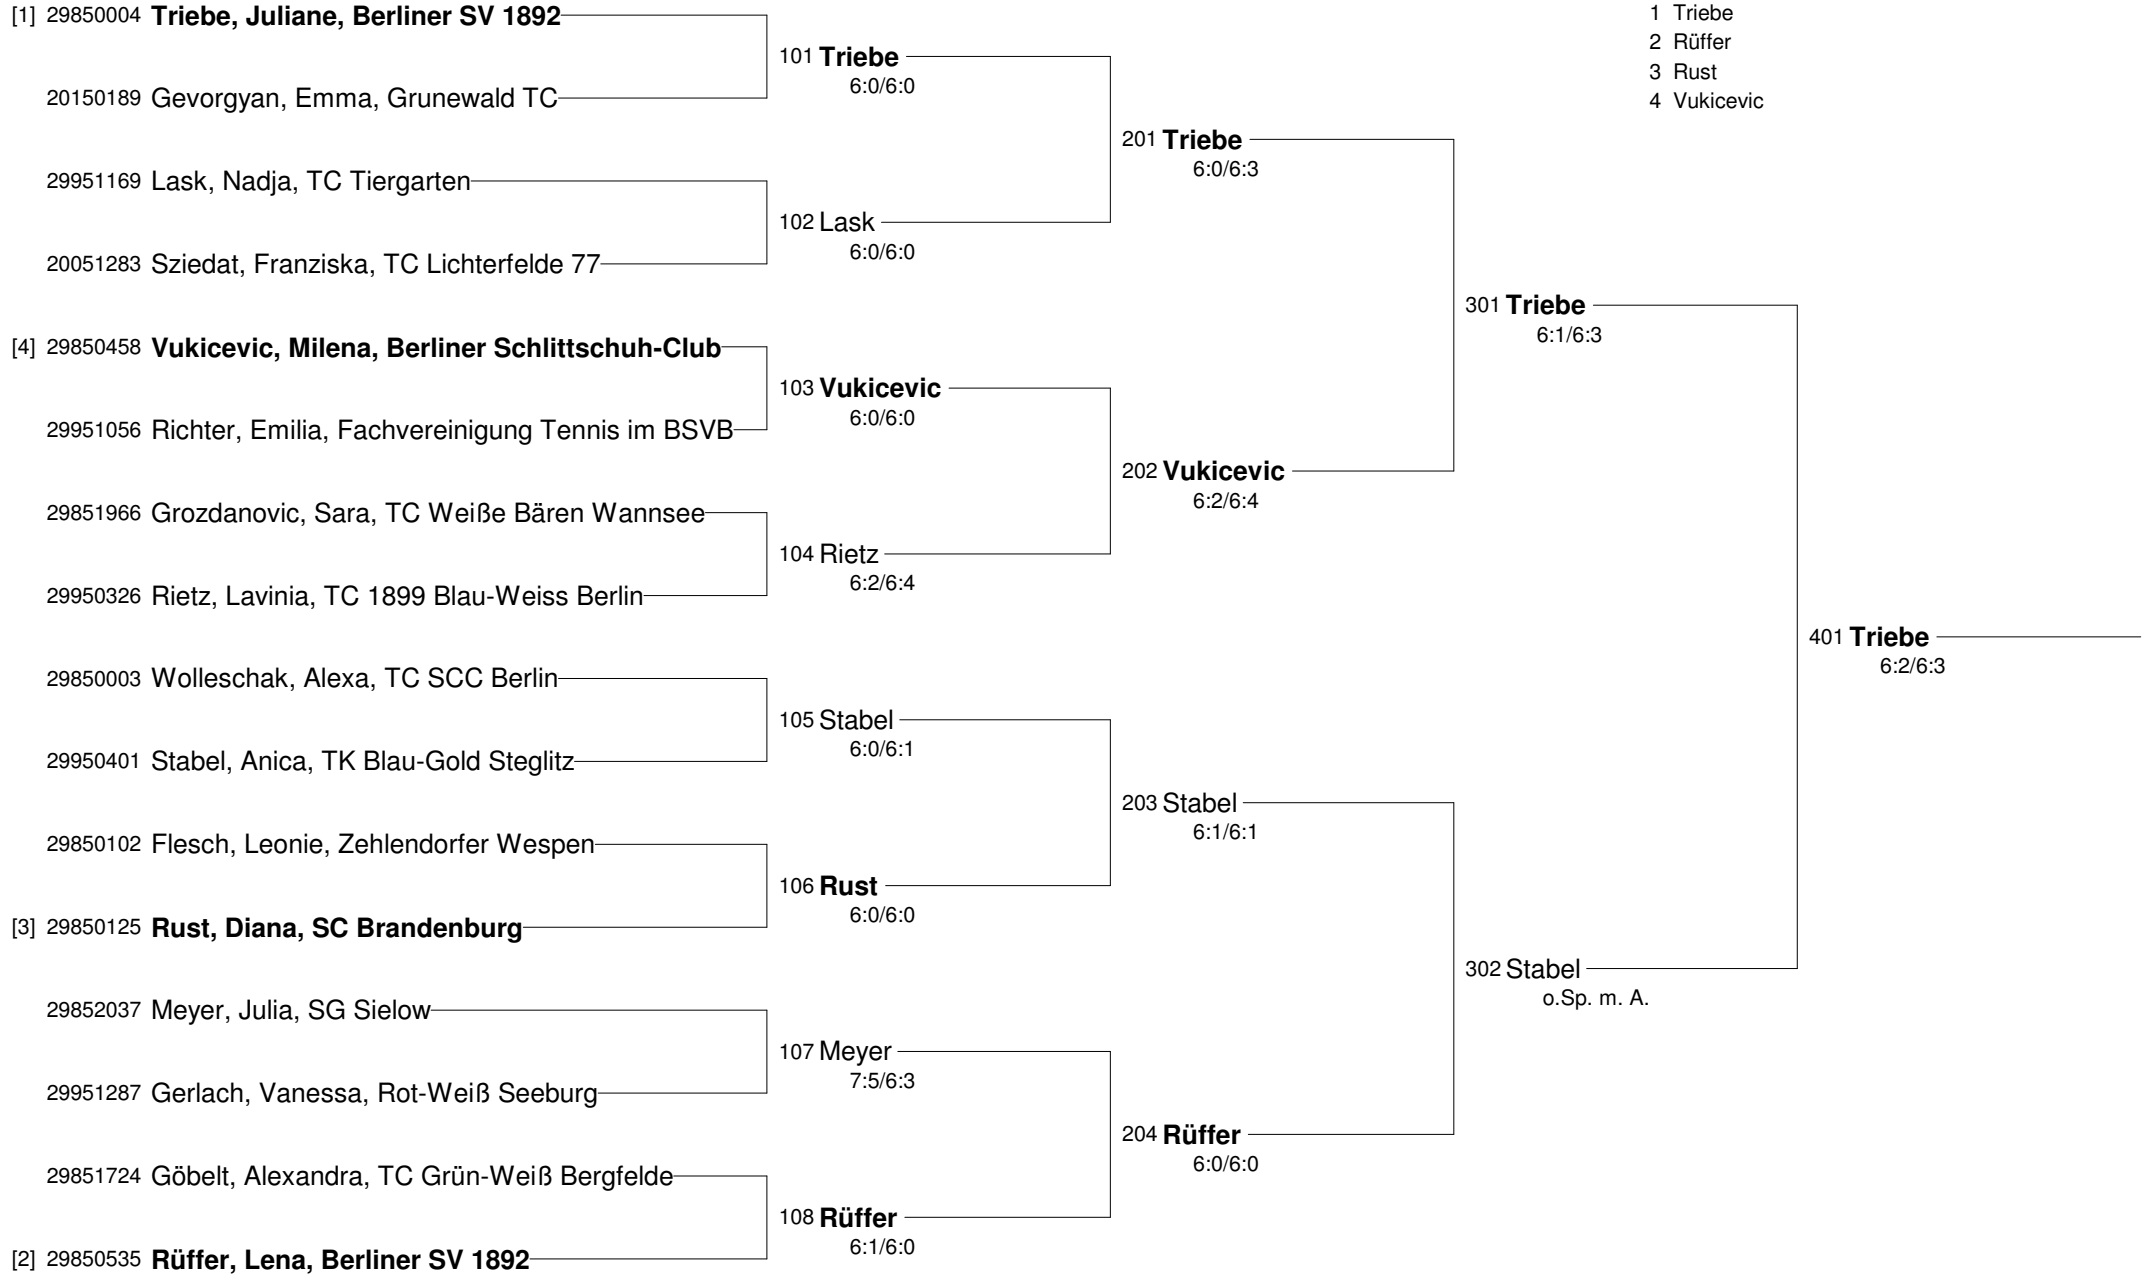 [1] 29850004 Triebe, Juliane, Berliner SV 1892
20150189 Gevorgyan, Emma, Grunewald TC
29951169 Lask, Nadja, TC Tiergarten
20051283 Sziedat, Franziska, TC Lichterfelde 77
[4] 29850458 Vukicevic, Milena, Berliner Schlittschuh-Club
29951056 Richter, Emilia, Fachvereinigung Tennis im BSVB
29851966 Grozdanovic, Sara, TC Weiße Bären Wannsee
29950326 Rietz, Lavinia, TC 1899 Blau-Weiss Berlin
29850003 Wolleschak, Alexa, TC SCC Berlin
29950401 Stabel, Anica, TK Blau-Gold Steglitz
29850102 Flesch, Leonie, Zehlendorfer Wespen
[3] 29850125 Rust, Diana, SC Brandenburg
29852037 Meyer, Julia, SG Sielow
29951287 Gerlach, Vanessa, Rot-Weiß Seeburg
29851724 Göbelt, Alexandra, TC Grün-Weiß Bergfelde
[2] 29850535 Rüffer, Lena, Berliner SV 1892
101 Triebe
6:0/6:0
102 Lask
6:0/6:0
103 Vukicevic
6:0/6:0
104 Rietz
6:2/6:4
105 Stabel
6:0/6:1
106 Rust
6:0/6:0
107 Meyer
7:5/6:3
108 Rüffer
6:1/6:0
201 Triebe
6:0/6:3
202 Vukicevic
6:2/6:4
203 Stabel
6:1/6:1
204 Rüffer
6:0/6:0
301 Triebe
6:1/6:3
302 Stabel
o.Sp. m. A.
401 Triebe
6:2/6:3
1 Triebe
2 Rüffer
3 Rust
4 Vukicevic